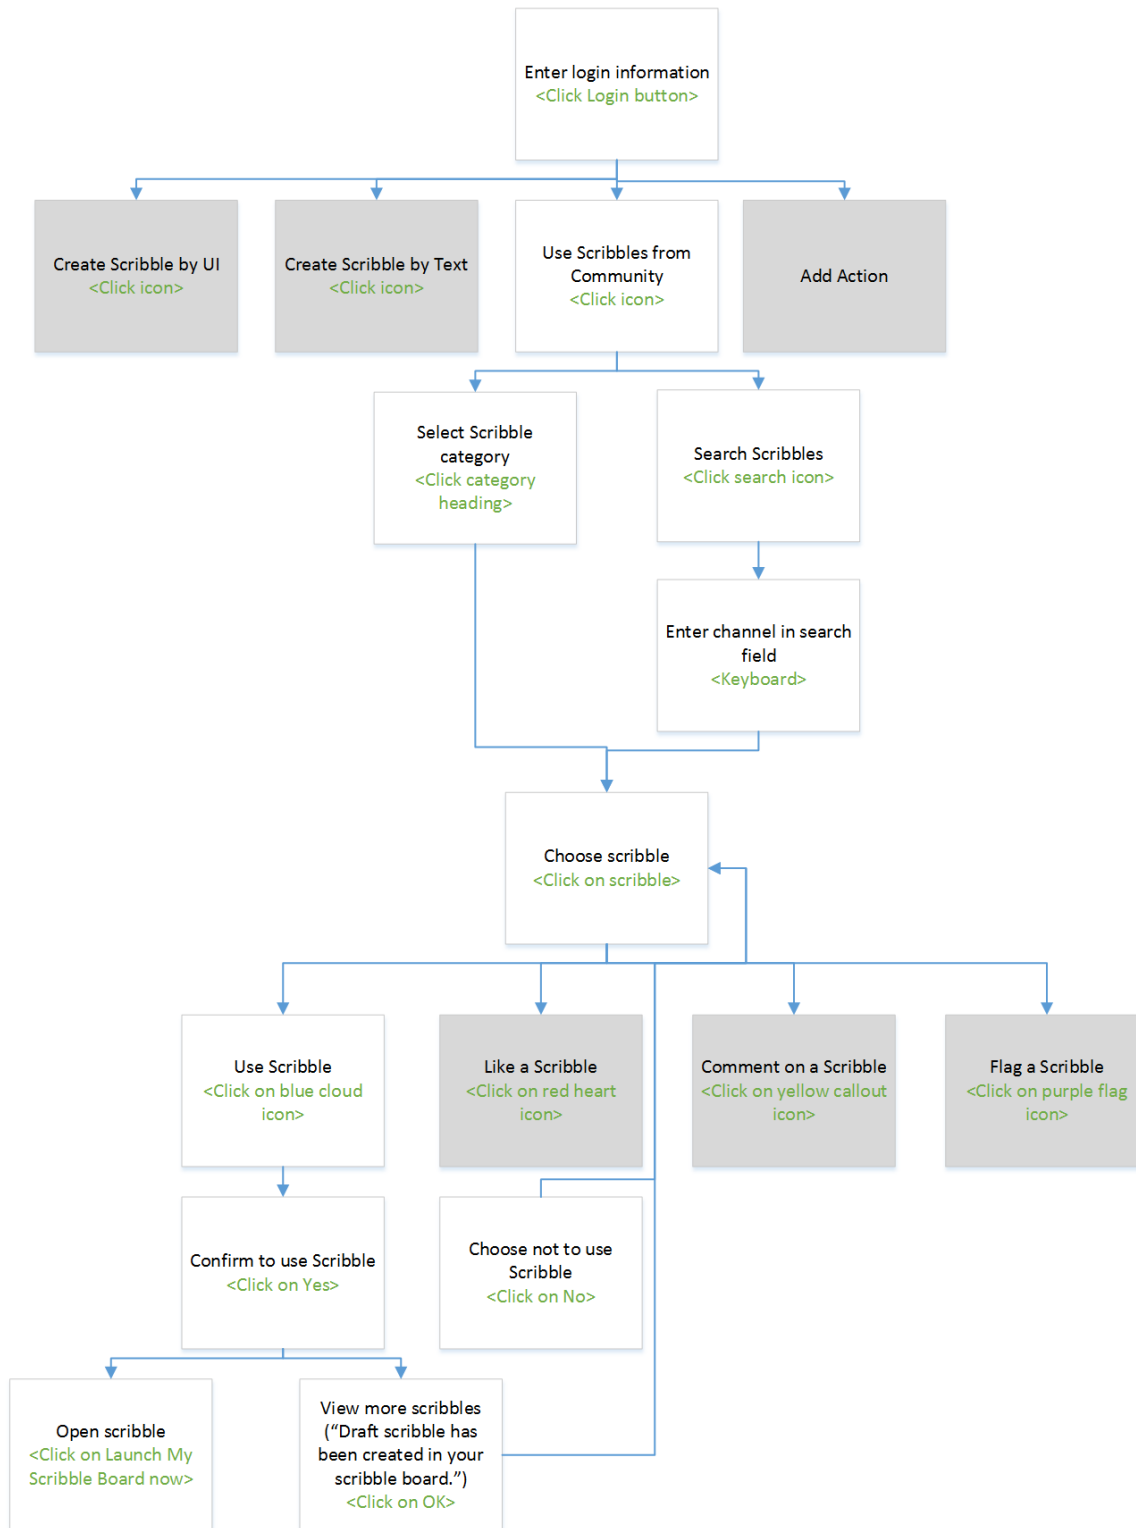 Enter login information
<Click Login button>
Create Scribble by UI
<Click icon>
Create Scribble by Text
<Click icon>
Use Scribbles from
Community
<Click icon>
Add Action
Select Scribble
category
<Click category
heading>
Search Scribbles
<Click search icon>
Enter channel in search
field
<Keyboard>
Choose scribble
<Click on scribble>
Use Scribble
<Click on blue cloud
icon>
Like a Scribble
<Click on red heart
icon>
Comment on a Scribble
<Click on yellow callout
icon>
Flag a Scribble
<Click on purple flag
icon>
Confirm to use Scribble
<Click on Yes>
Choose not to use
Scribble
<Click on No>
Open scribble
<Click on Launch My
Scribble Board now>
View more scribbles
(“Draft scribble has
been created in your
scribble board.”)
<Click on OK>